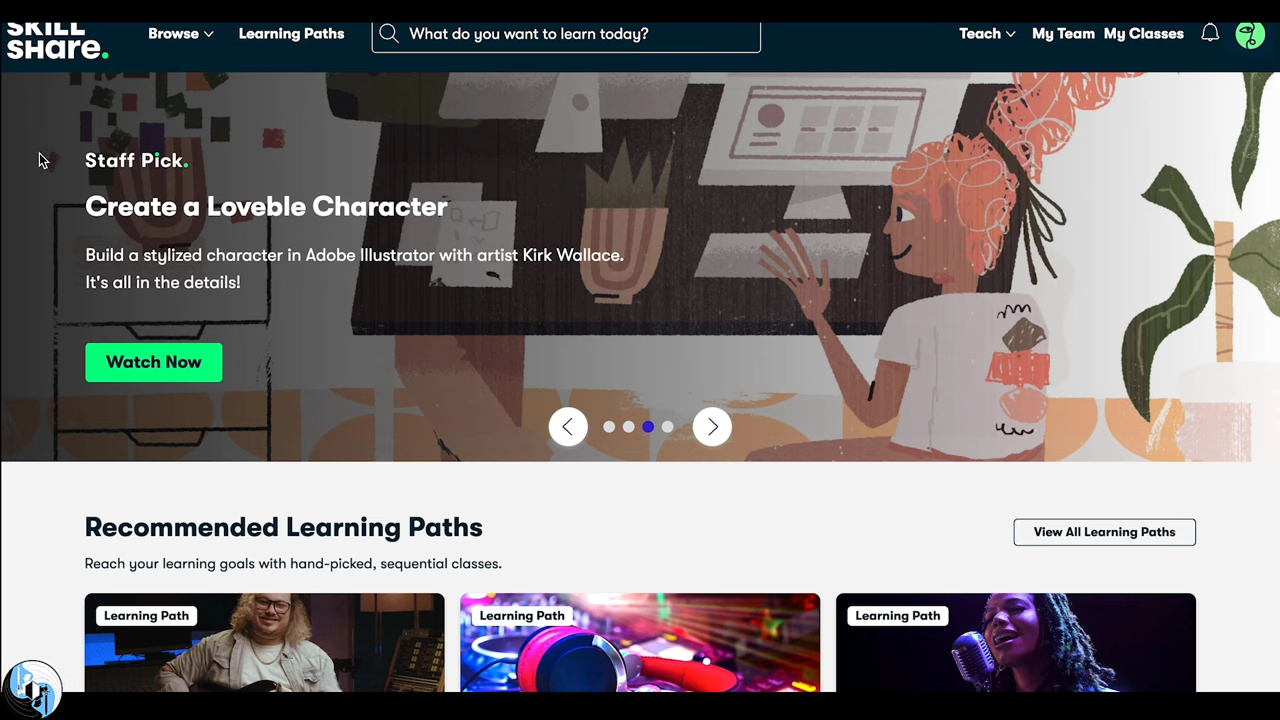 SKILL
SHare.
Browse
Learning Paths
What do you want to learn today?
Teach
My Team
My Classes
Staff Pick.
Create a Loveble Character
Build a stylized character in Adobe Illustrator with artist Kirk Wallace.
It's all in the details!
Watch Now
Recommended Learning Paths
View All Learning Paths
Reach your learning goals with hand-picked, sequential classes.
Learning Path
Learning Path
Learning Path